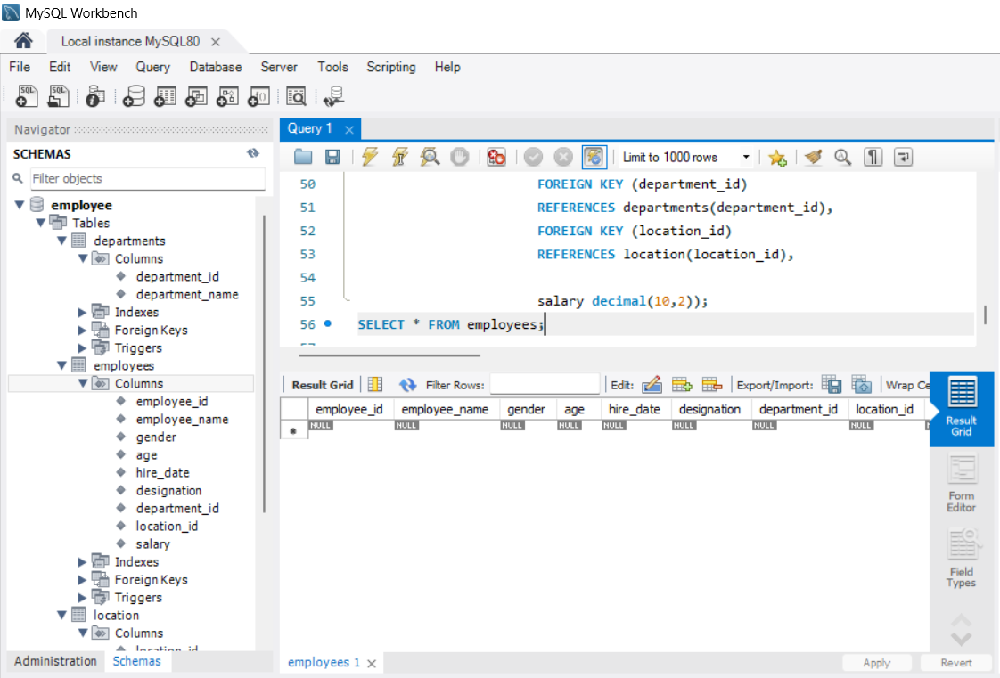 MySQL Workbench
Local instance MySQL80
File Edit View Query Database Server Tools Scripting Help
Navigator
SCHEMAS
Filter objects
employee
Tables
departments
Columns
department_id
department_name
Indexes
Foreign Keys
Triggers
employees
Columns
employee_id
employee_name
gender
age
hire_date
designation
department_id
location_id
salary
Indexes
Foreign Keys
Triggers
location
Columns
location_id
Administration Schemas
Query 1
Limit to 1000 rows
50 FOREIGN KEY (department_id)
51 REFERENCES departments(department_id),
52 FOREIGN KEY (location_id)
53 REFERENCES location(location_id),
54
55 salary decimal(10,2));
56 SELECT * FROM employees;
57
Result Grid Filter Rows: Edit: Export/Import: Wrap Ce
employee_id employee_name gender age hire_date designation department_id location_id
NULL NULL NULL NULL NULL NULL NULL NULL
Result
Grid
Form
Editor
Field
Types
employees 1
Apply Revert